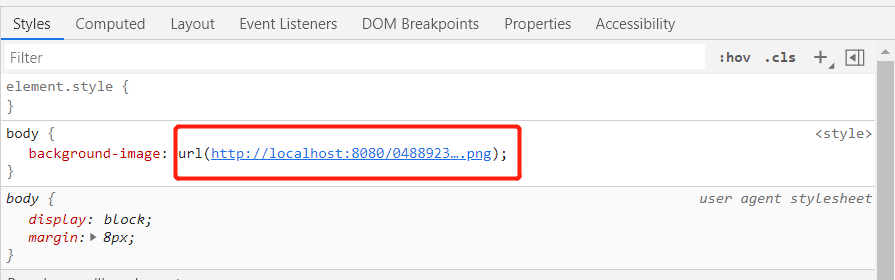 Styles Computed Layout Event Listeners DOM Breakpoints Properties Accessibility
Filter :hov .cls
element.style {
}
body { <style>
background-image: url(http://localhost:8080/0488923….png);
}
body { user agent stylesheet
display: block;
margin: 8px;
}